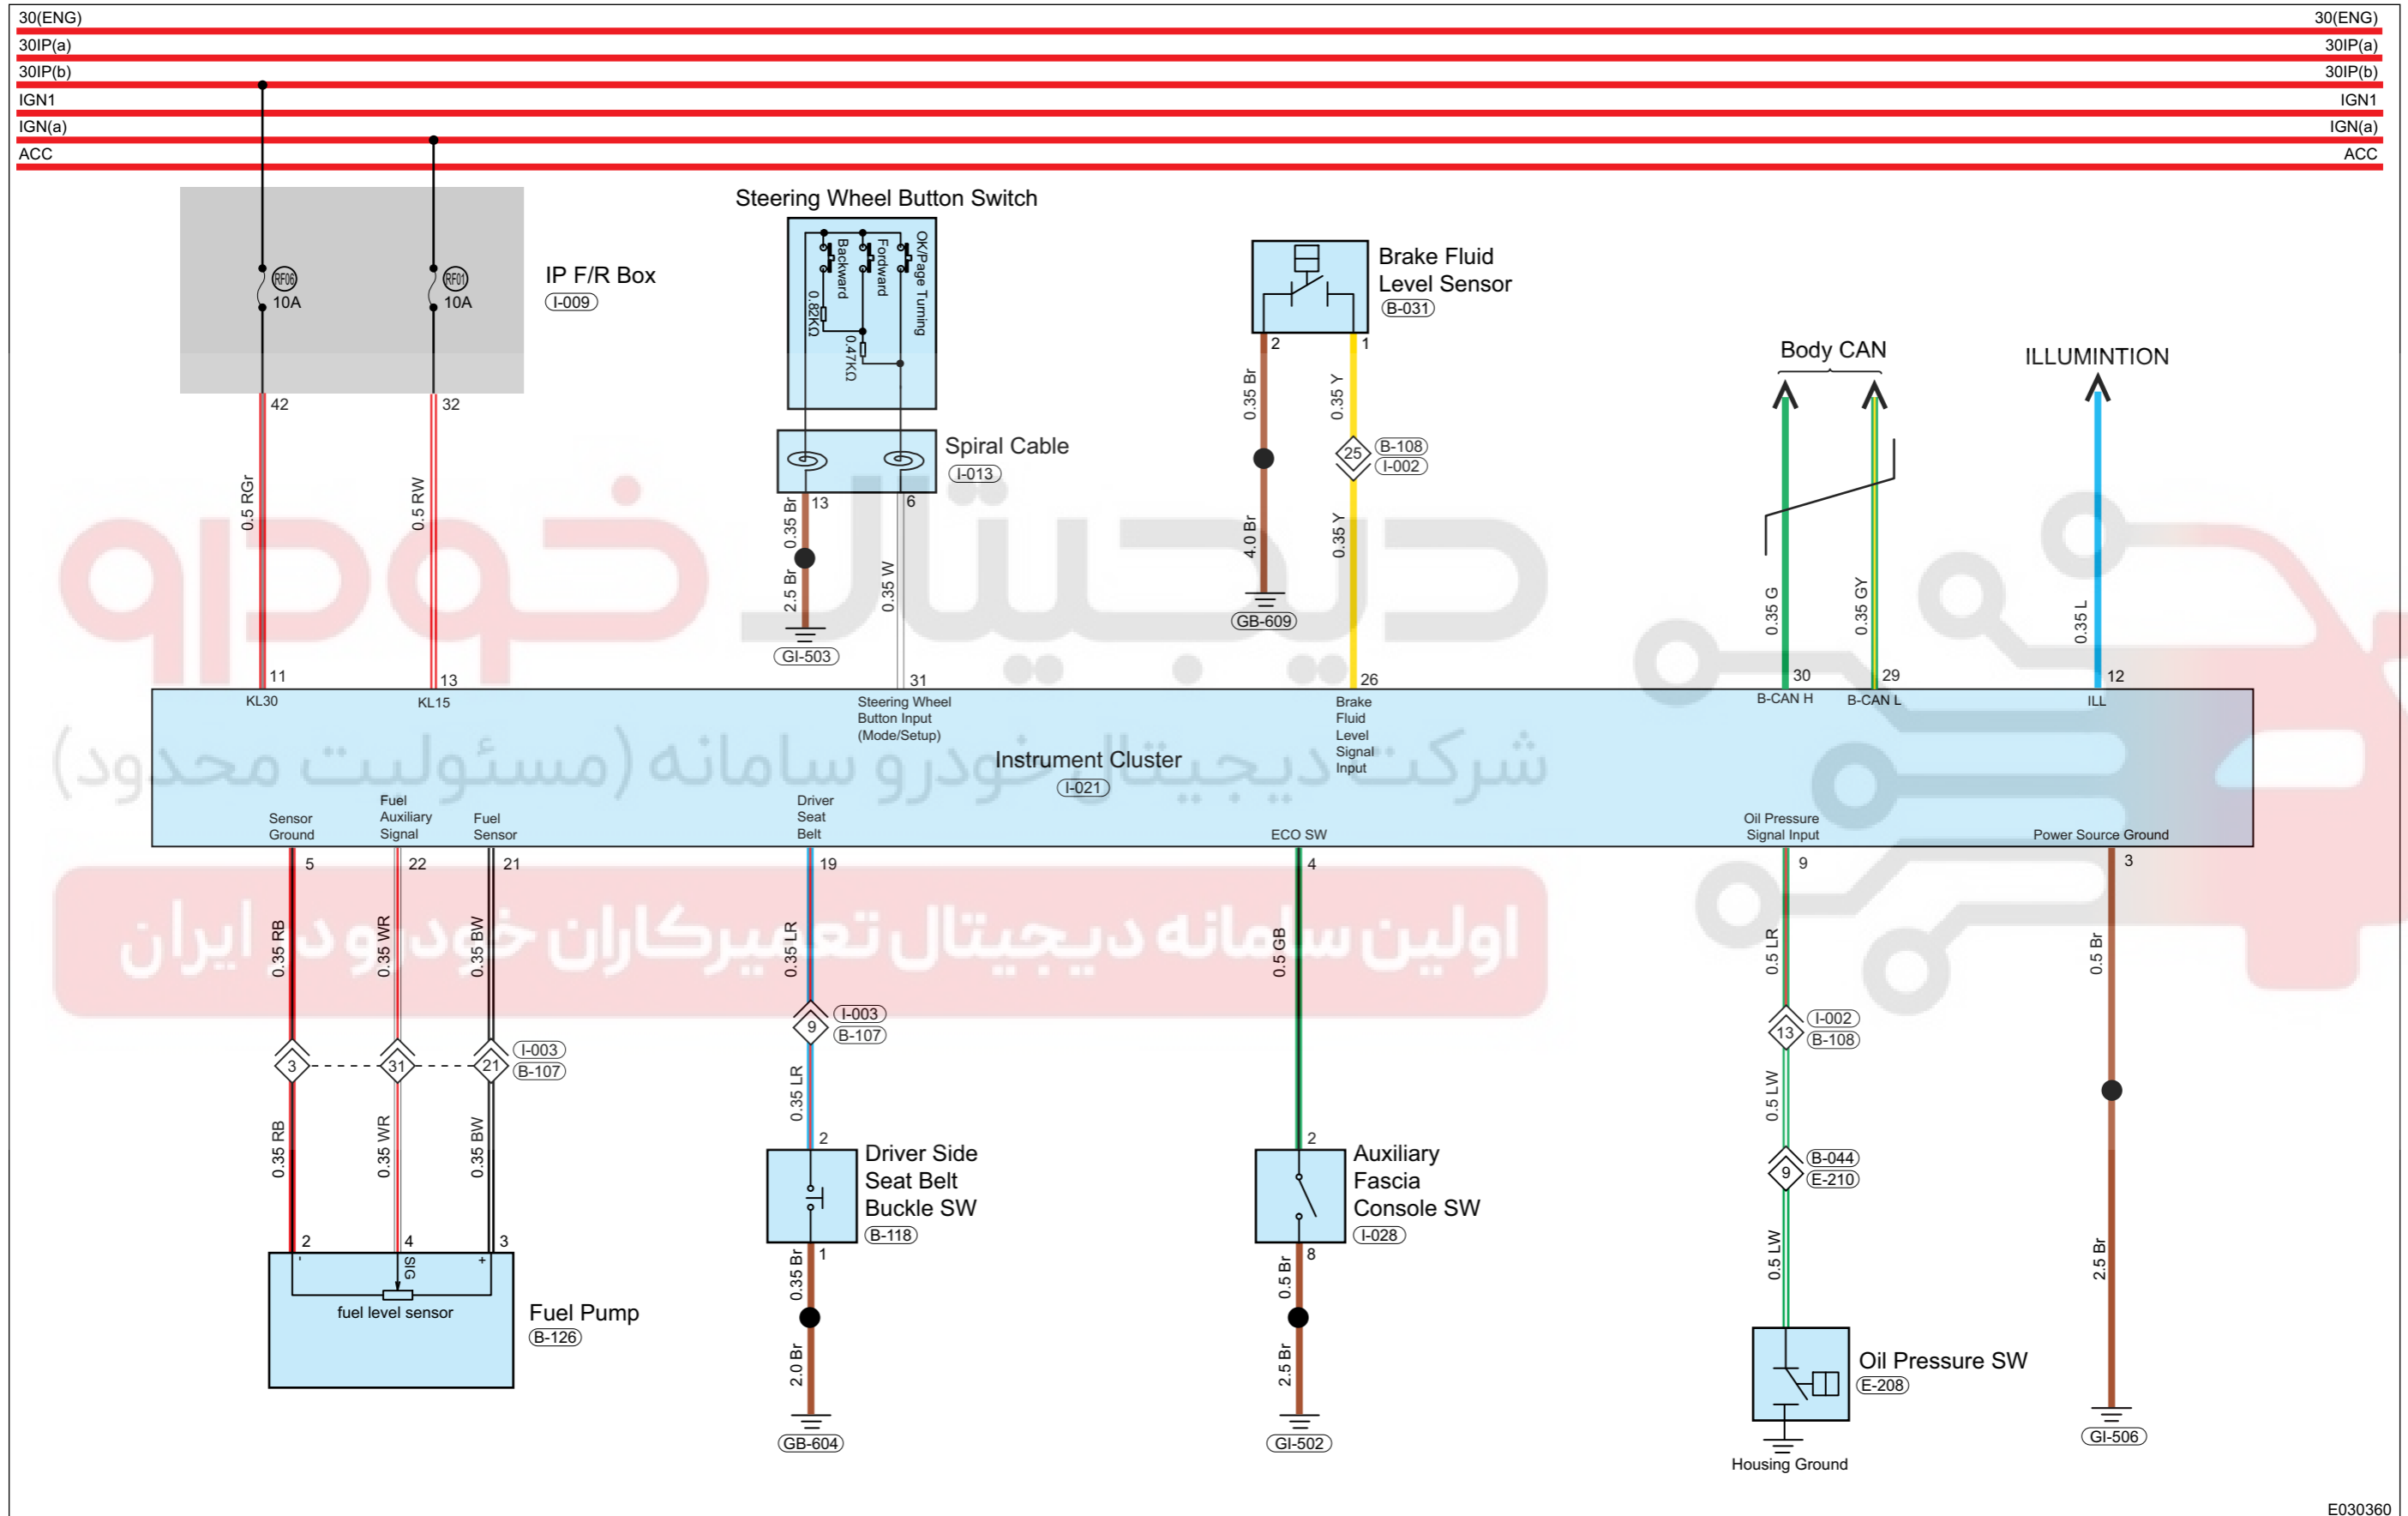 30(ENG)
30(ENG)
30IP(a)
30IP(a)
30IP(b)
30IP(b)
IGN1
IGN1
IGN(a)
IGN(a)
ACC
ACC
RF06
10A
RF01
10A
IP F/R Box
I-009
42
32
0.5 RGr
0.5 RW
Steering Wheel Button Switch
OK/Page Turning
Fordward
Backward
0.82KΩ
0.47KΩ
Spiral Cable
I-013
13
6
0.35 Br
2.5 Br
0.35 W
GI-503
Brake Fluid
Level Sensor
B-031
2
1
0.35 Br
0.35 Y
25
B-108
I-002
4.0 Br
0.35 Y
GB-609
Body CAN
ILLUMINTION
0.35 G
0.35 GY
0.35 L
دیجیتال خودرو
11
13
31
26
30
29
12
KL30
KL15
Steering Wheel
Button Input
(Mode/Setup)
Brake
Fluid
Level
Signal
Input
B-CAN H
B-CAN L
ILL
Instrument Cluster
I-021
شرکت دیجیتال خودرو سامانه (مسئولیت محدود)
Sensor
Ground
Fuel
Auxiliary
Signal
Fuel
Sensor
Driver
Seat
Belt
ECO SW
Oil Pressure
Signal Input
Power Source Ground
5
22
21
19
4
9
3
اولین سامانه دیجیتال تعمیرکاران خودرو در ایران
0.35 RB
0.35 WR
0.35 BW
0.35 LR
0.5 GB
0.5 LR
0.5 Br
3
31
21
I-003
B-107
9
I-003
B-107
13
I-002
B-108
0.35 RB
0.35 WR
0.35 BW
0.35 LR
0.5 LW
9
B-044
E-210
0.5 LW
2.5 Br
2
4
3
-
SIG
+
fuel level sensor
Fuel Pump
B-126
2
Driver Side
Seat Belt
Buckle SW
B-118
1
0.35 Br
2.0 Br
GB-604
2
Auxiliary
Fascia
Console SW
I-028
8
0.5 Br
2.5 Br
GI-502
Oil Pressure SW
E-208
Housing Ground
GI-506
E030360